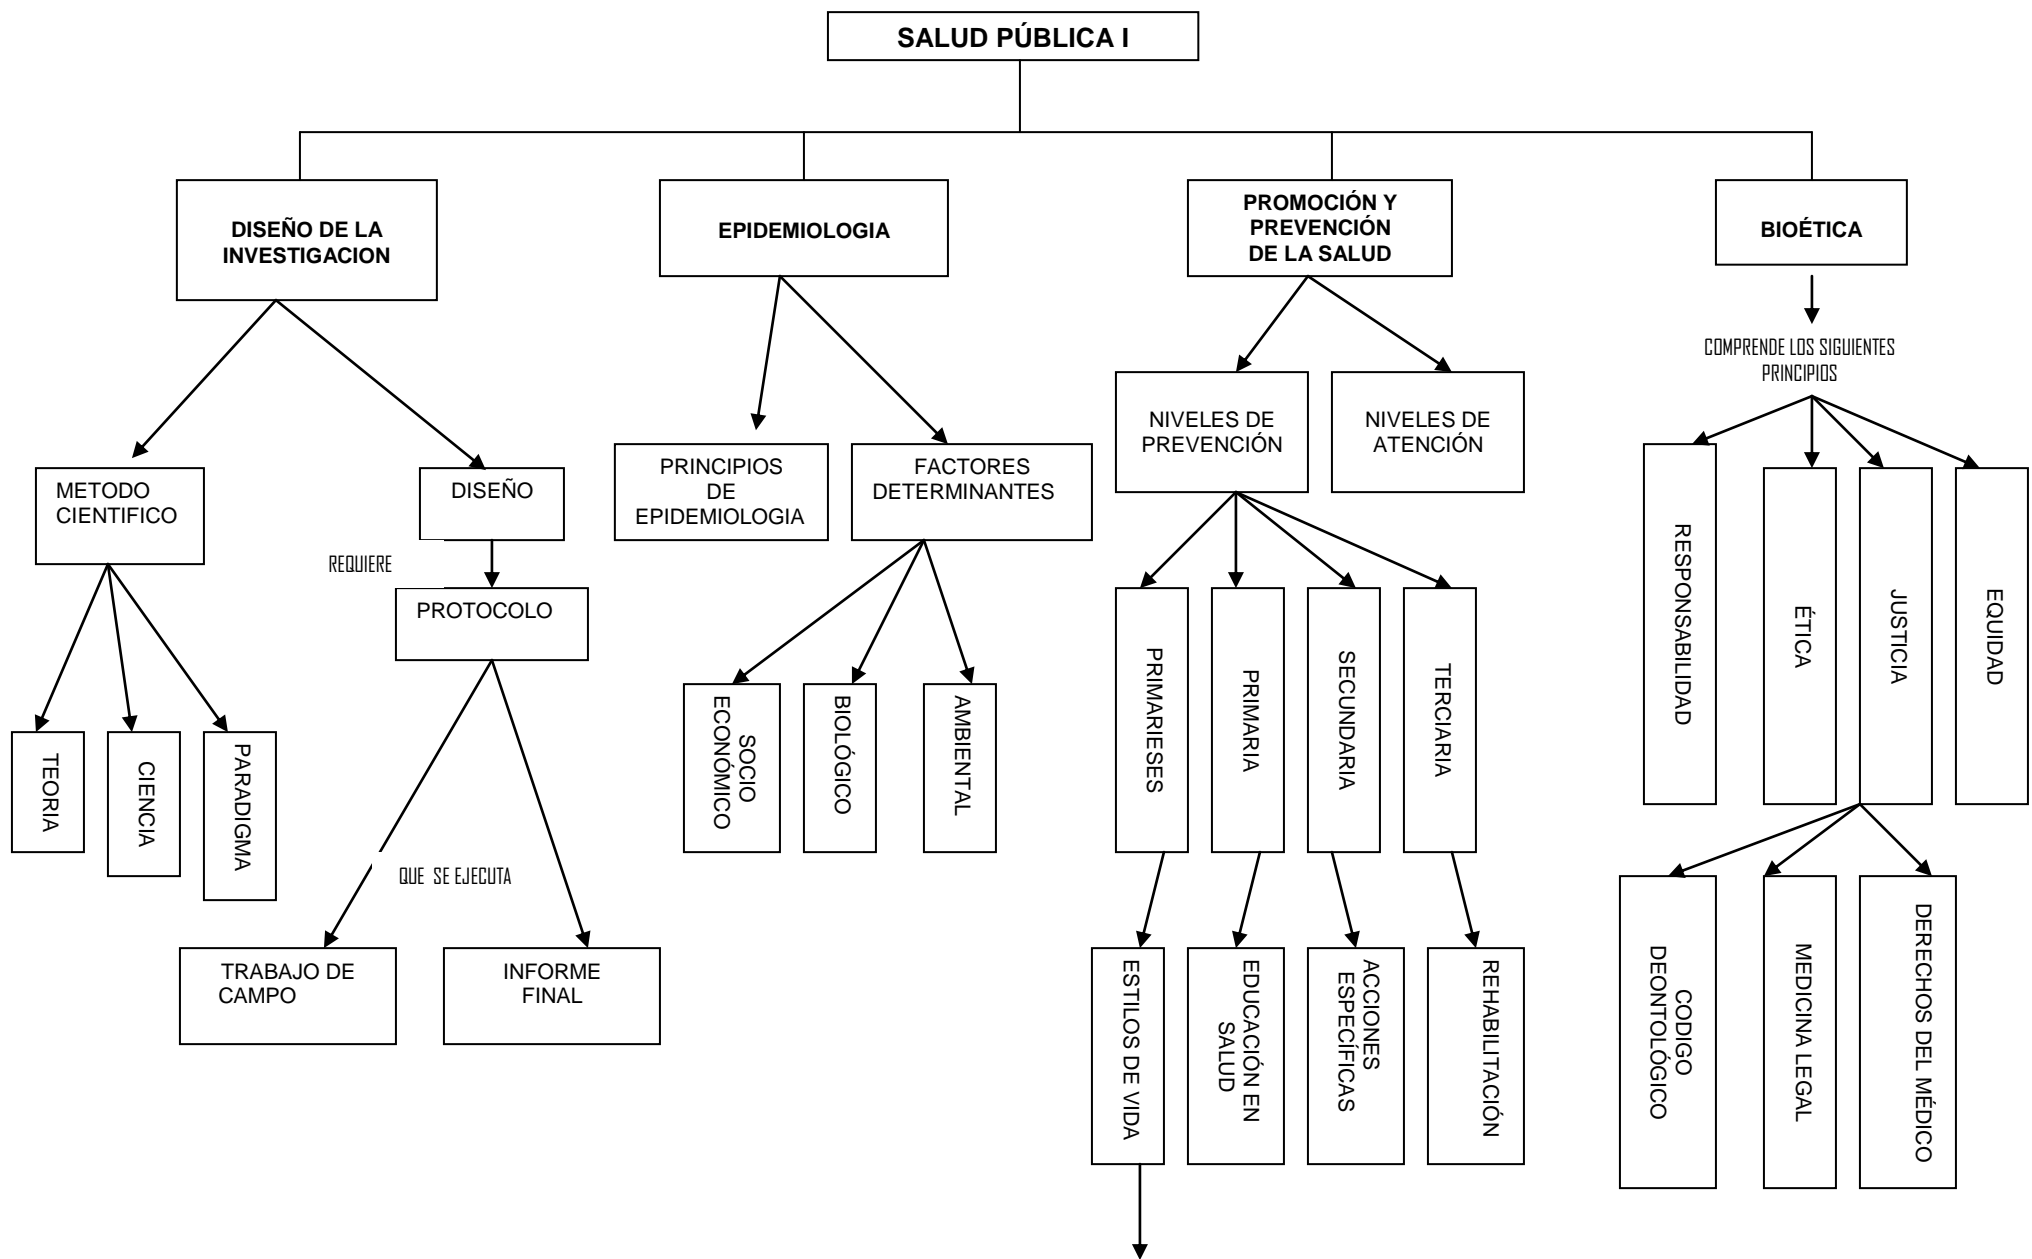 SALUD PÚBLICA I
DISEÑO DE LA
INVESTIGACION
EPIDEMIOLOGIA
PROMOCIÓN Y
PREVENCIÓN
DE LA SALUD
BIOÉTICA
COMPRENDE LOS SIGUIENTES
PRINCIPIOS
METODO
CIENTIFICO
DISEÑO
PRINCIPIOS
DE
EPIDEMIOLOGIA
FACTORES
DETERMINANTES
NIVELES DE
PREVENCIÓN
NIVELES DE
ATENCIÓN
RESPONSABILIDAD
ÉTICA
JUSTICIA
EQUIDAD
REQUIERE
PROTOCOLO
TEORIA
CIENCIA
PARADIGMA
SOCIO
ECONÓMICO
BIOLÓGICO
AMBIENTAL
PRIMARIESES
PRIMARIA
SECUNDARIA
TERCIARIA
QUE SE EJECUTA
TRABAJO DE
CAMPO
INFORME
FINAL
ESTILOS DE VIDA
EDUCACIÓN EN
SALUD
ACCIONES
ESPECÍFICAS
REHABILITACIÓN
CODIGO
DEONTOLÓGICO
MEDICINA LEGAL
DERECHOS DEL MÉDICO